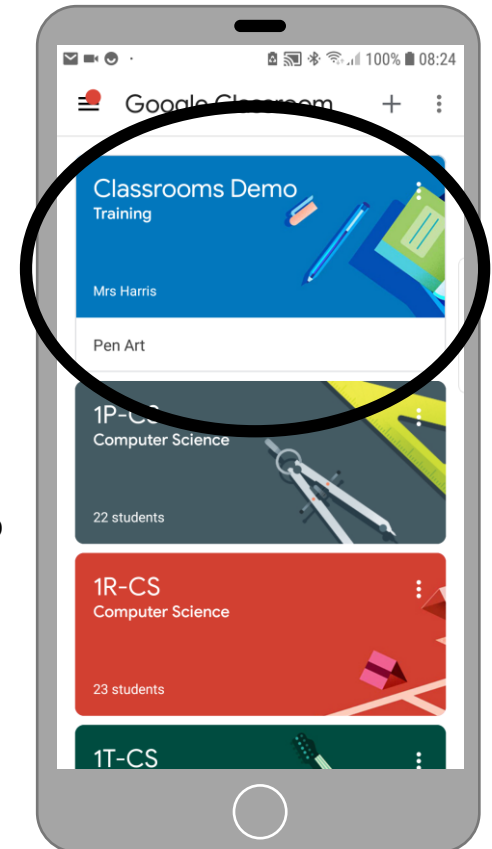 100% 08:24
Google Classroom
Classrooms Demo
Training
Mrs Harris
Pen Art
1P-CS
Computer Science
22 students
1R-CS
Computer Science
23 students
1T-CS